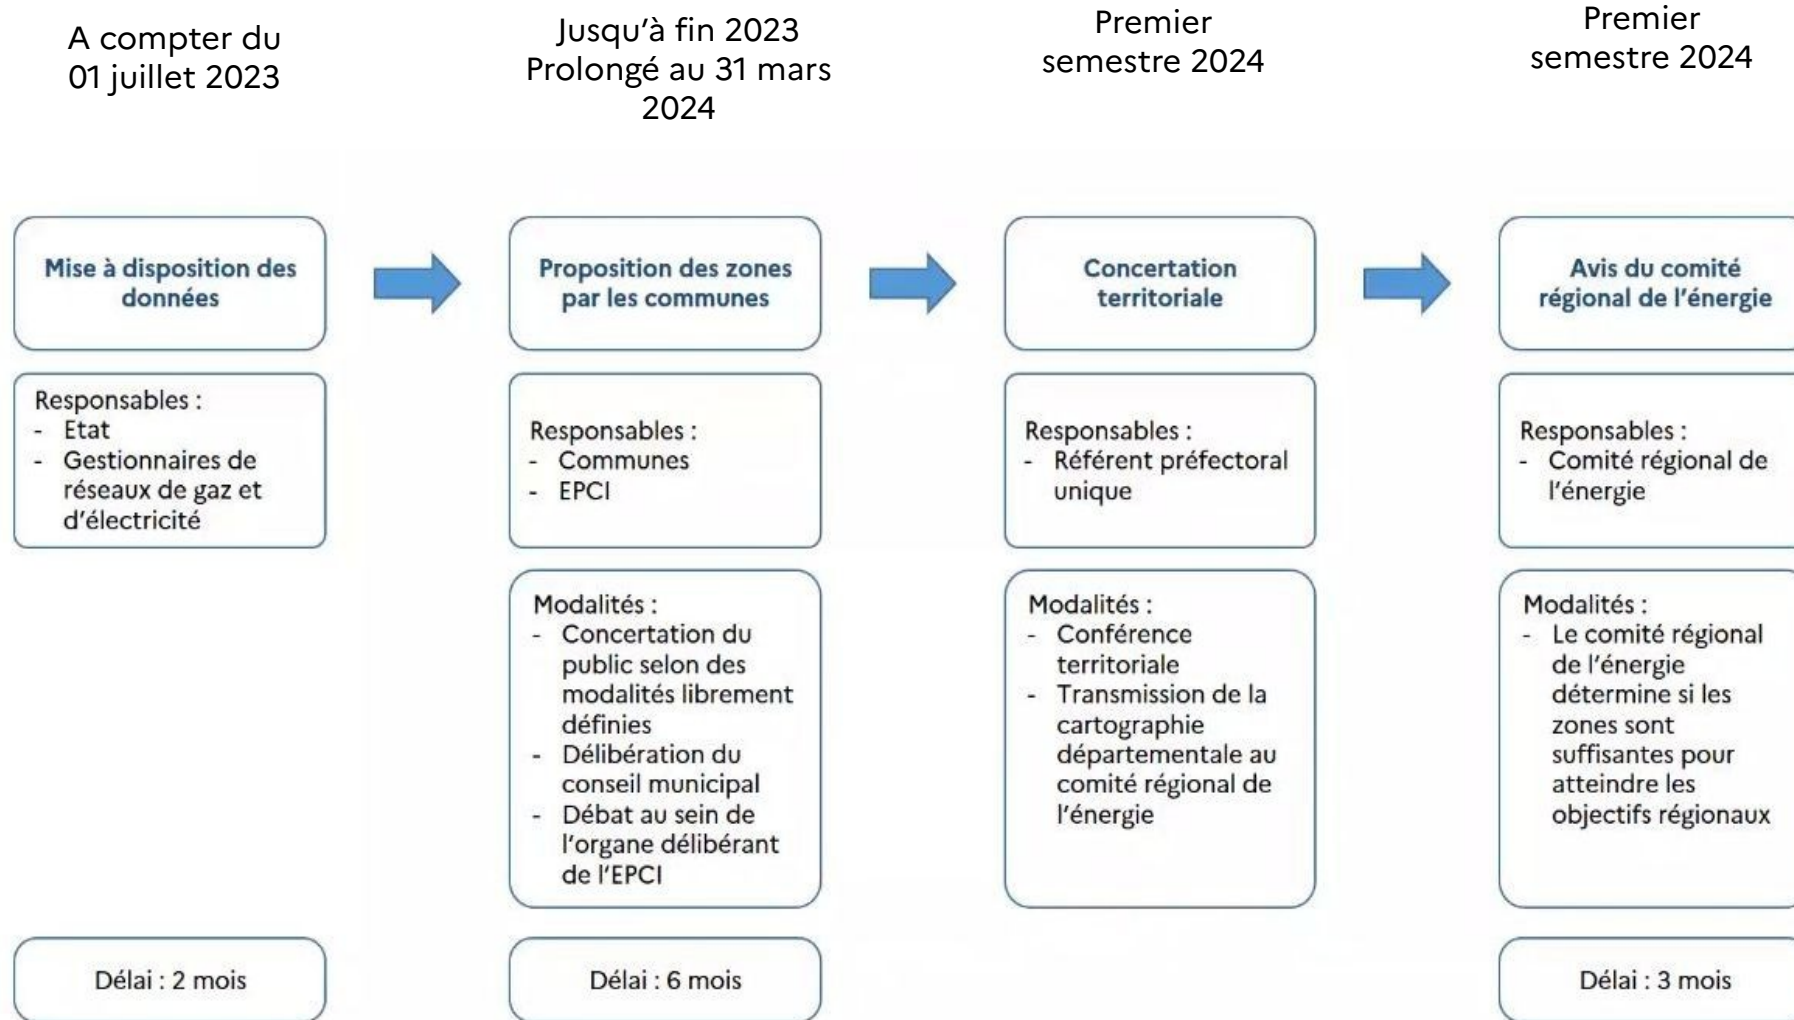 A compter du
01 juillet 2023
Jusqu'à fin 2023
Prolongé au 31 mars
2024
Premier
semestre 2024
Premier
semestre 2024
Mise à disposition des
données
Proposition des zones
par les communes
Concertation
territoriale
Avis du comité
régional de l'énergie
Responsables :
- Etat
- Gestionnaires de
réseaux de gaz et
d'électricité
Responsables :
- Communes
- EPCI
Responsables :
- Référent préfectoral
unique
Responsables :
- Comité régional de
l'énergie
Modalités :
- Concertation du
public selon des
modalités librement
définies
- Délibération du
conseil municipal
- Débat au sein de
l'organe délibérant
de l'EPCI
Modalités :
- Conférence
territoriale
- Transmission de la
cartographie
départementale au
comité régional de
l'énergie
Modalités :
- Le comité régional
de l'énergie
détermine si les
zones sont
suffisantes pour
atteindre les
objectifs régionaux
Délai : 2 mois
Délai : 6 mois
Délai : 3 mois